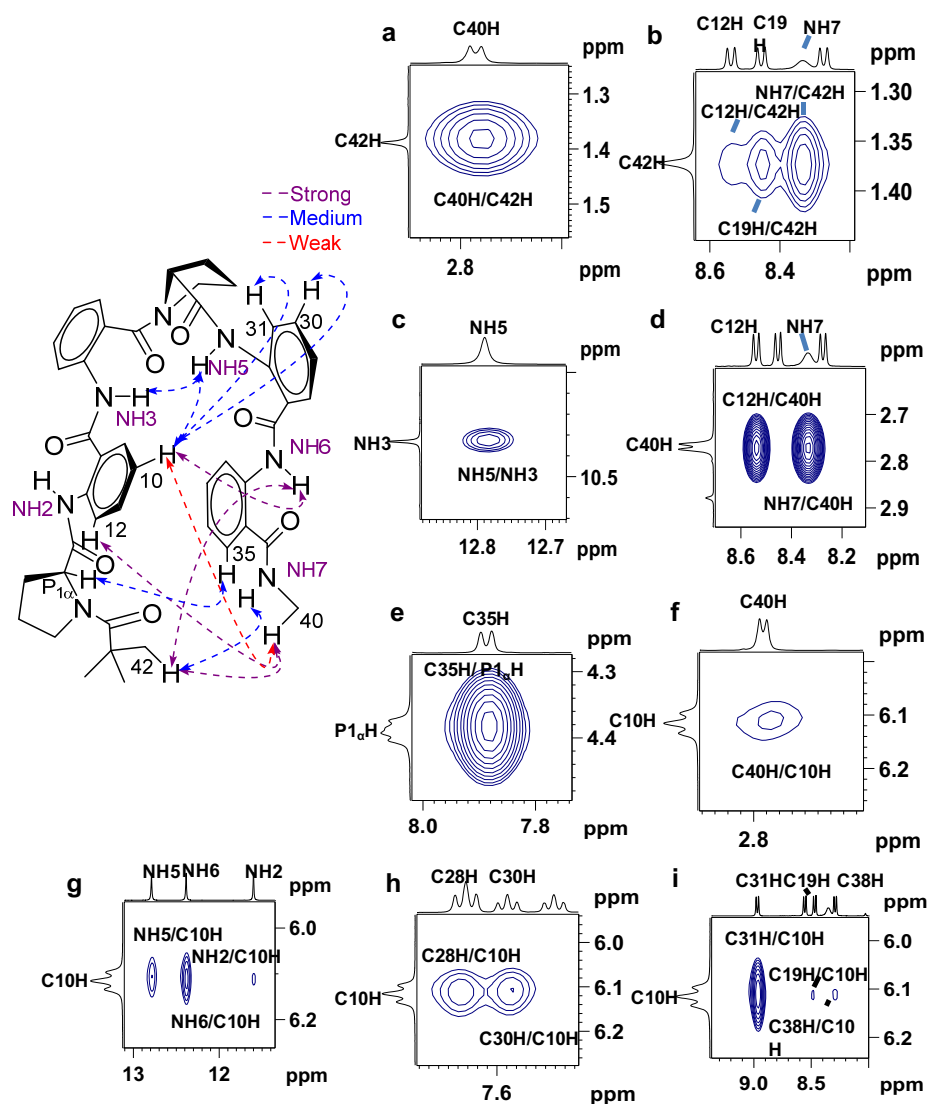 a
C40H
ppm
1.3
1.4
1.5
C42H
C40H/C42H
2.8
ppm
b
C12H
C19
H
NH7
ppm
1.30
1.35
1.40
C42H
NH7/C42H
C12H/C42H
C19H/C42H
8.6
8.4
ppm
Strong
Medium
Weak
H
H
31
30
N
O
O
N
H
NH5
N
H
NH3
O
O
N
H
NH6
H
10
H
N
NH2
12
H
O
35
O
NH7
H
N
H
P1α
H
N
O
40
H
42
H
c
NH5
ppm
NH3
10.5
NH5/NH3
12.8
12.7
ppm
d
C12H
NH7
ppm
C12H/C40H
2.7
2.8
2.9
C40H
NH7/C40H
8.6
8.4
8.2
ppm
e
C35H
ppm
C35H/ P1αH
4.3
4.4
P1αH
8.0
7.8
ppm
f
C40H
ppm
C10H
6.1
6.2
C40H/C10H
2.8
ppm
g
NH5
NH6
NH2
ppm
6.0
6.2
NH5/C10H
NH2/C10H
C10H
NH6/C10H
13
12
ppm
h
C28H
C30H
ppm
6.0
6.1
6.2
C28H/C10H
C10H
C30H/C10H
7.6
ppm
i
C31H
C19H
C38H
ppm
6.0
6.1
6.2
C31H/C10H
C19H/C10H
C10H
C38H/C10
H
9.0
8.5
ppm